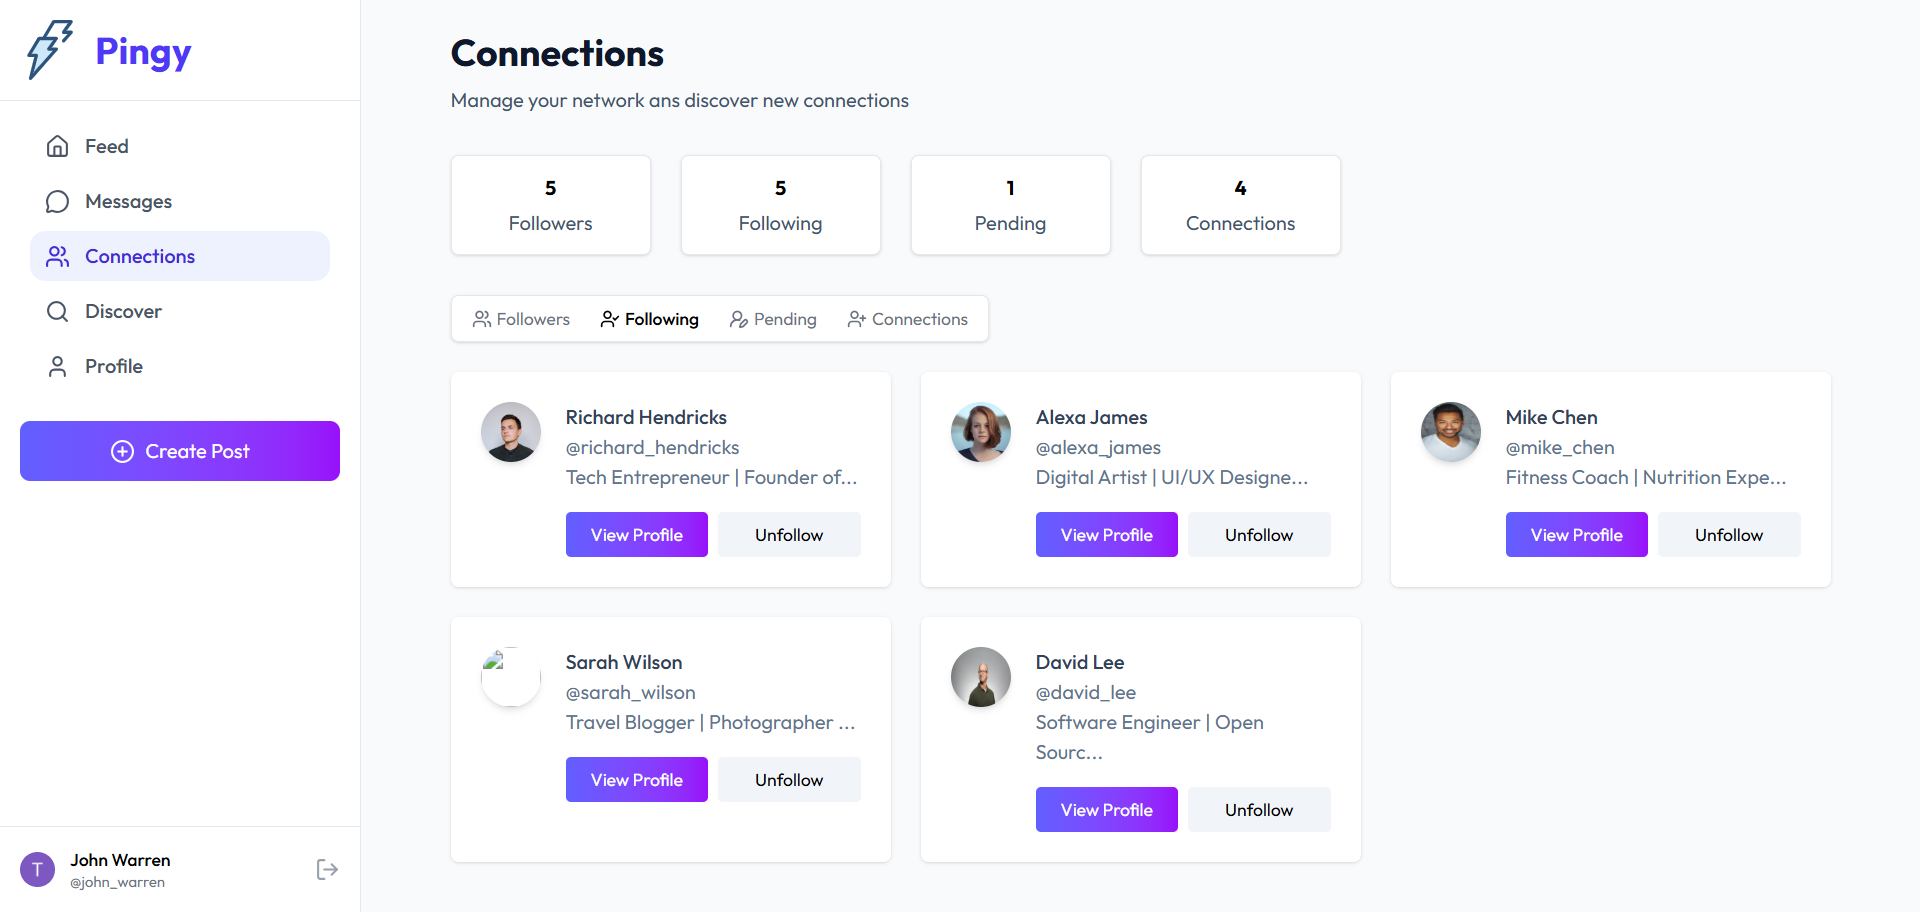 Pingy
Feed
Messages
Connections
Discover
Profile
Create Post
T
John Warren
@john_warren
Connections
Manage your network ans discover new connections
5
Followers
5
Following
1
Pending
4
Connections
Followers Following Pending Connections
Richard Hendricks
@richard_hendricks
Tech Entrepreneur | Founder of...
View Profile Unfollow
Alexa James
@alexa_james
Digital Artist | UI/UX Designe...
View Profile Unfollow
Mike Chen
@mike_chen
Fitness Coach | Nutrition Expe...
View Profile Unfollow
Sarah Wilson
@sarah_wilson
Travel Blogger | Photographer ...
View Profile Unfollow
David Lee
@david_lee
Software Engineer | Open
Sourc...
View Profile Unfollow